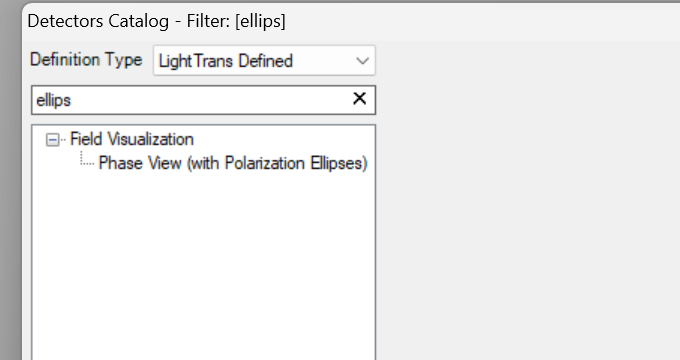 Detectors Catalog - Filter: [ellips]
Definition Type LightTrans Defined
ellips
Field Visualization
Phase View (with Polarization Ellipses)